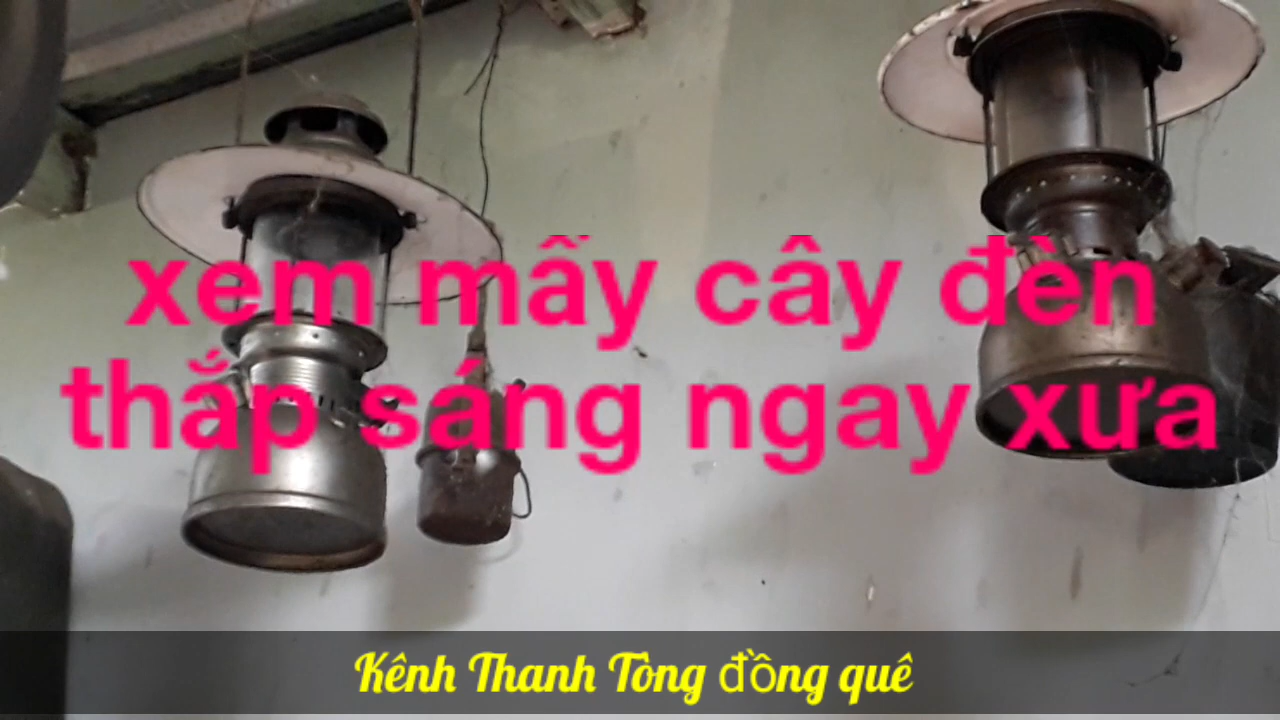 xem mấy cây đèn
thắp sáng ngay xưa
Kênh Thanh Tòng đồng quê